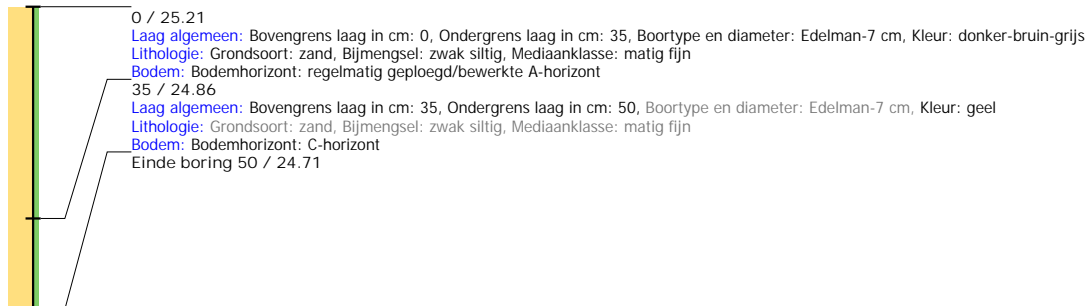 0 / 25.21
Laag algemeen: Bovengrens laag in cm: 0, Ondergrens laag in cm: 35, Boortype en diameter: Edelman-7 cm, Kleur: donker-bruin-grijs
Lithologie: Grondsoort: zand, Bijmengsel: zwak siltig, Mediaanklasse: matig fijn
Bodem: Bodemhorizont: regelmatig geploegd/bewerkte A-horizont
35 / 24.86
Laag algemeen: Bovengrens laag in cm: 35, Ondergrens laag in cm: 50, Boortype en diameter: Edelman-7 cm, Kleur: geel
Lithologie: Grondsoort: zand, Bijmengsel: zwak siltig, Mediaanklasse: matig fijn
Bodem: Bodemhorizont: C-horizont
Einde boring 50 / 24.71